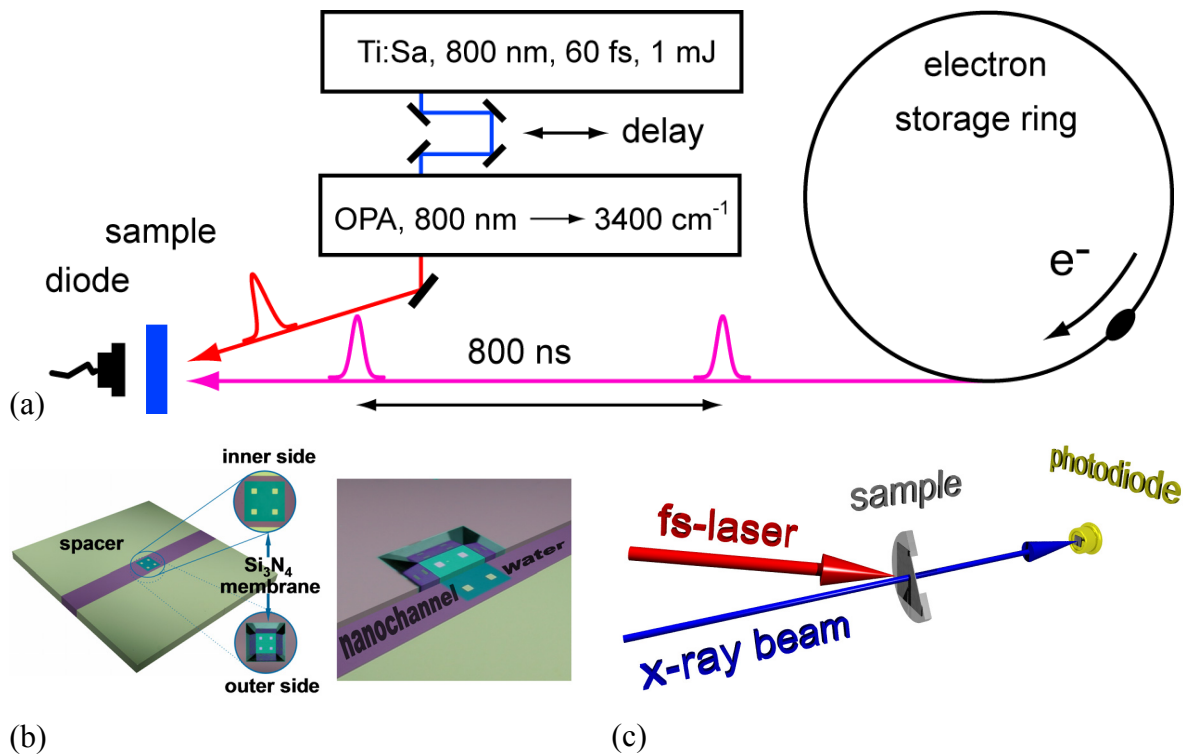 Ti:Sa, 800 nm, 60 fs, 1 mJ
electron
storage ring
delay
OPA, 800 nm → 3400 cm⁻¹
sample
diode
e⁻
800 ns
(a)
inner side
spacer
Si₃N₄
membrane
outer side
nanochannel
water
(b)
photodiode
sample
fs-laser
x-ray beam
(c)